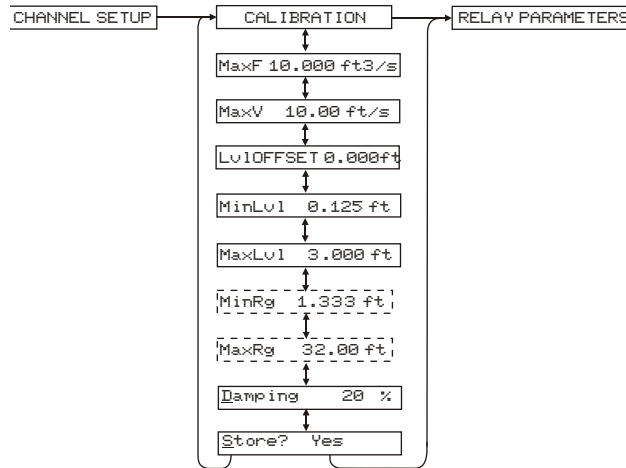 CHANNEL SETUP CALIBRATION RELAY PARAMETERS
MaxF 10.000 ft3/s
MaxV 10.00 ft/s
LvlOFFSET 0.000ft
MinLvl 0.125 ft
MaxLvl 3.000 ft
MinRg 1.333 ft
MaxRg 32.00 ft
Damping 20 %
Store? Yes